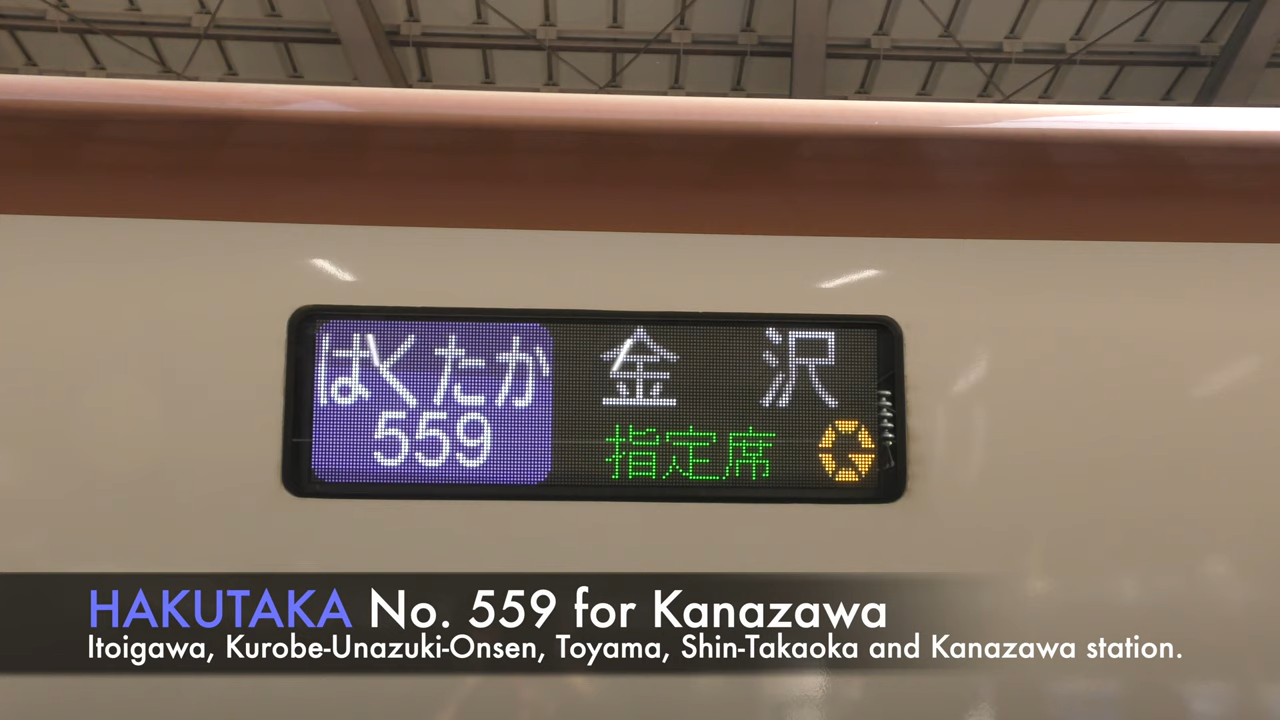 はくたか 金沢
559 指定席 G
HAKUTAKA No. 559 for Kanazawa
Itoigawa, Kurobe-Unazuki-Onsen, Toyama, Shin-Takaoka and Kanazawa station.